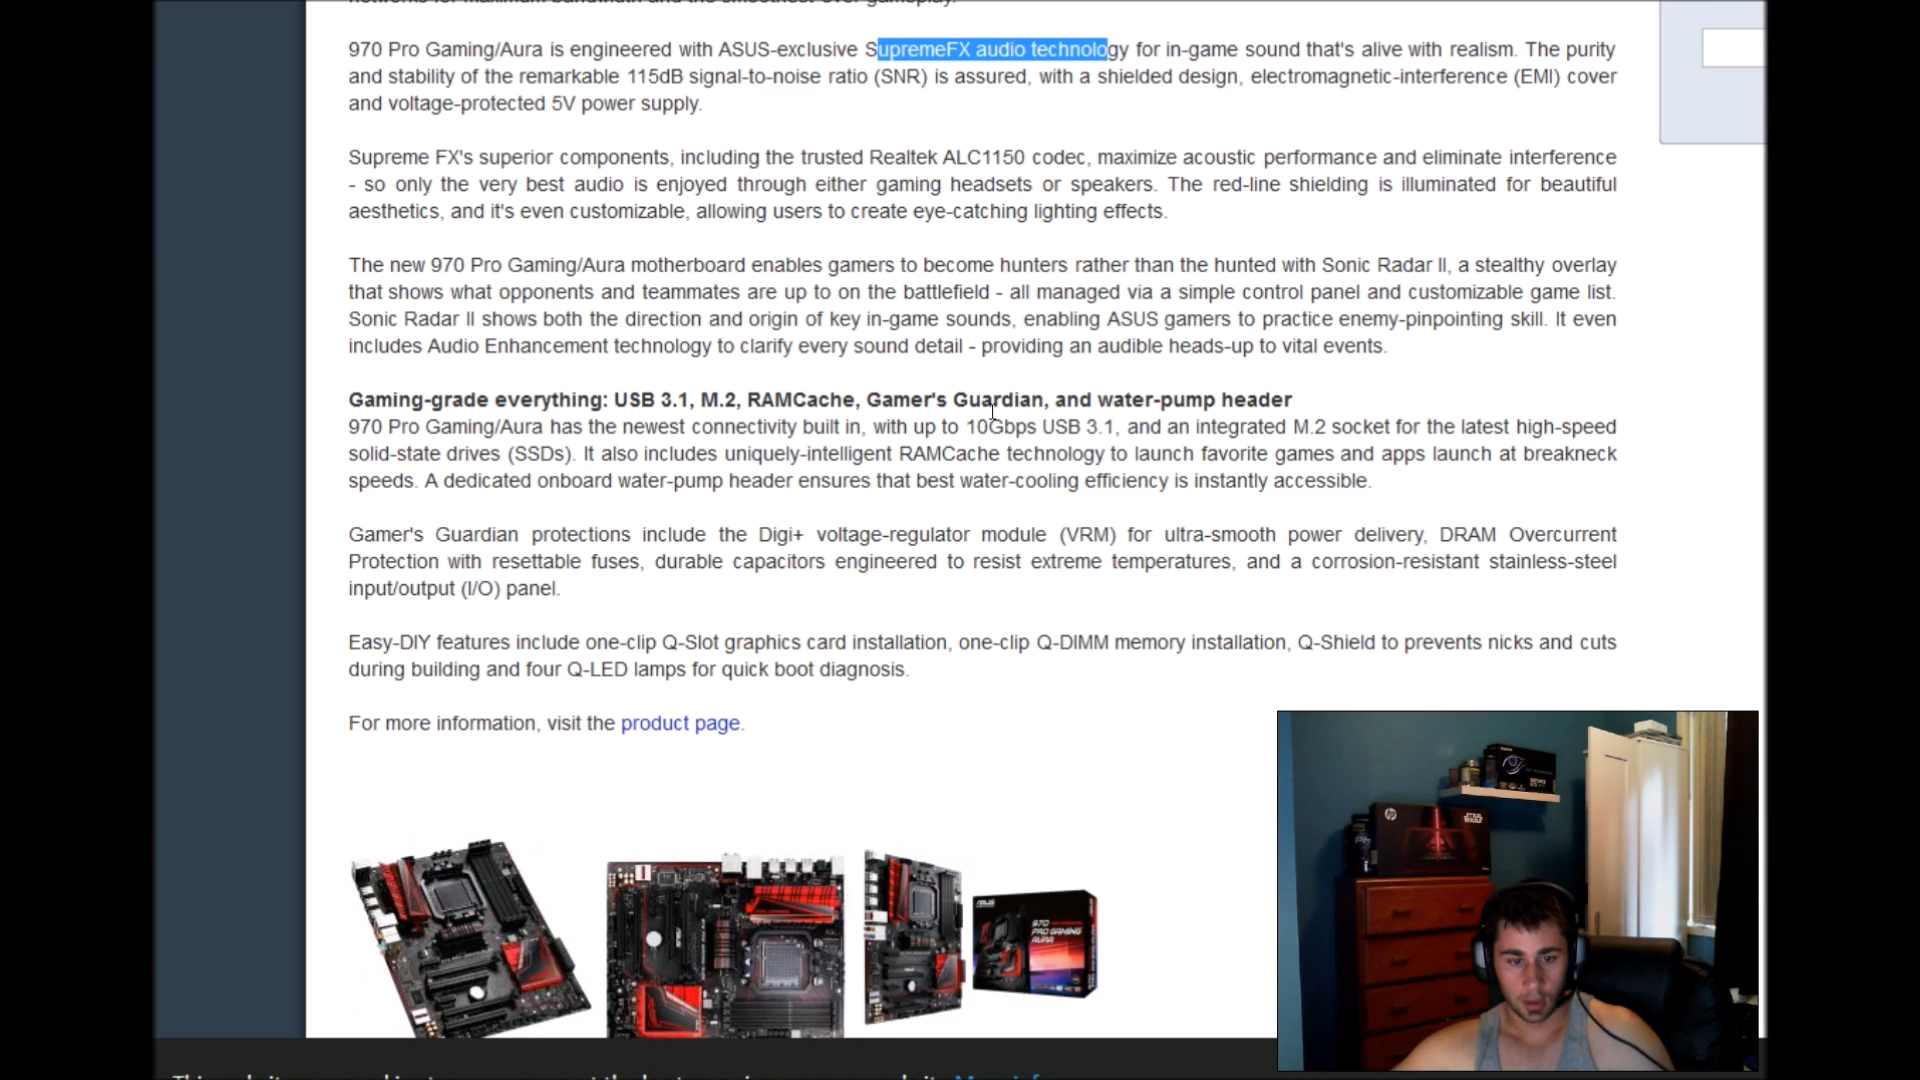 970 Pro Gaming/Aura is engineered with ASUS-exclusive SupremeFX audio technology for in-game sound that's alive with realism. The purity
and stability of the remarkable 115dB signal-to-noise ratio (SNR) is assured, with a shielded design, electromagnetic-interference (EMI) cover
and voltage-protected 5V power supply.
Supreme FX's superior components, including the trusted Realtek ALC1150 codec, maximize acoustic performance and eliminate interference
- so only the very best audio is enjoyed through either gaming headsets or speakers. The red-line shielding is illuminated for beautiful
aesthetics, and it's even customizable, allowing users to create eye-catching lighting effects.
The new 970 Pro Gaming/Aura motherboard enables gamers to become hunters rather than the hunted with Sonic Radar II, a stealthy overlay
that shows what opponents and teammates are up to on the battlefield - all managed via a simple control panel and customizable game list.
Sonic Radar II shows both the direction and origin of key in-game sounds, enabling ASUS gamers to practice enemy-pinpointing skill. It even
includes Audio Enhancement technology to clarify every sound detail - providing an audible heads-up to vital events.
Gaming-grade everything: USB 3.1, M.2, RAMCache, Gamer's Guardian, and water-pump header
970 Pro Gaming/Aura has the newest connectivity built in, with up to 10Gbps USB 3.1, and an integrated M.2 socket for the latest high-speed
solid-state drives (SSDs). It also includes uniquely-intelligent RAMCache technology to launch favorite games and apps launch at breakneck
speeds. A dedicated onboard water-pump header ensures that best water-cooling efficiency is instantly accessible.
Gamer's Guardian protections include the Digi+ voltage-regulator module (VRM) for ultra-smooth power delivery, DRAM Overcurrent
Protection with resettable fuses, durable capacitors engineered to resist extreme temperatures, and a corrosion-resistant stainless-steel
input/output (I/O) panel.
Easy-DIY features include one-clip Q-Slot graphics card installation, one-clip Q-DIMM memory installation, Q-Shield to prevents nicks and cuts
during building and four Q-LED lamps for quick boot diagnosis.
For more information, visit the product page.
ASUS
970
PRO GAMING
AURA
hp
STAR
WARS